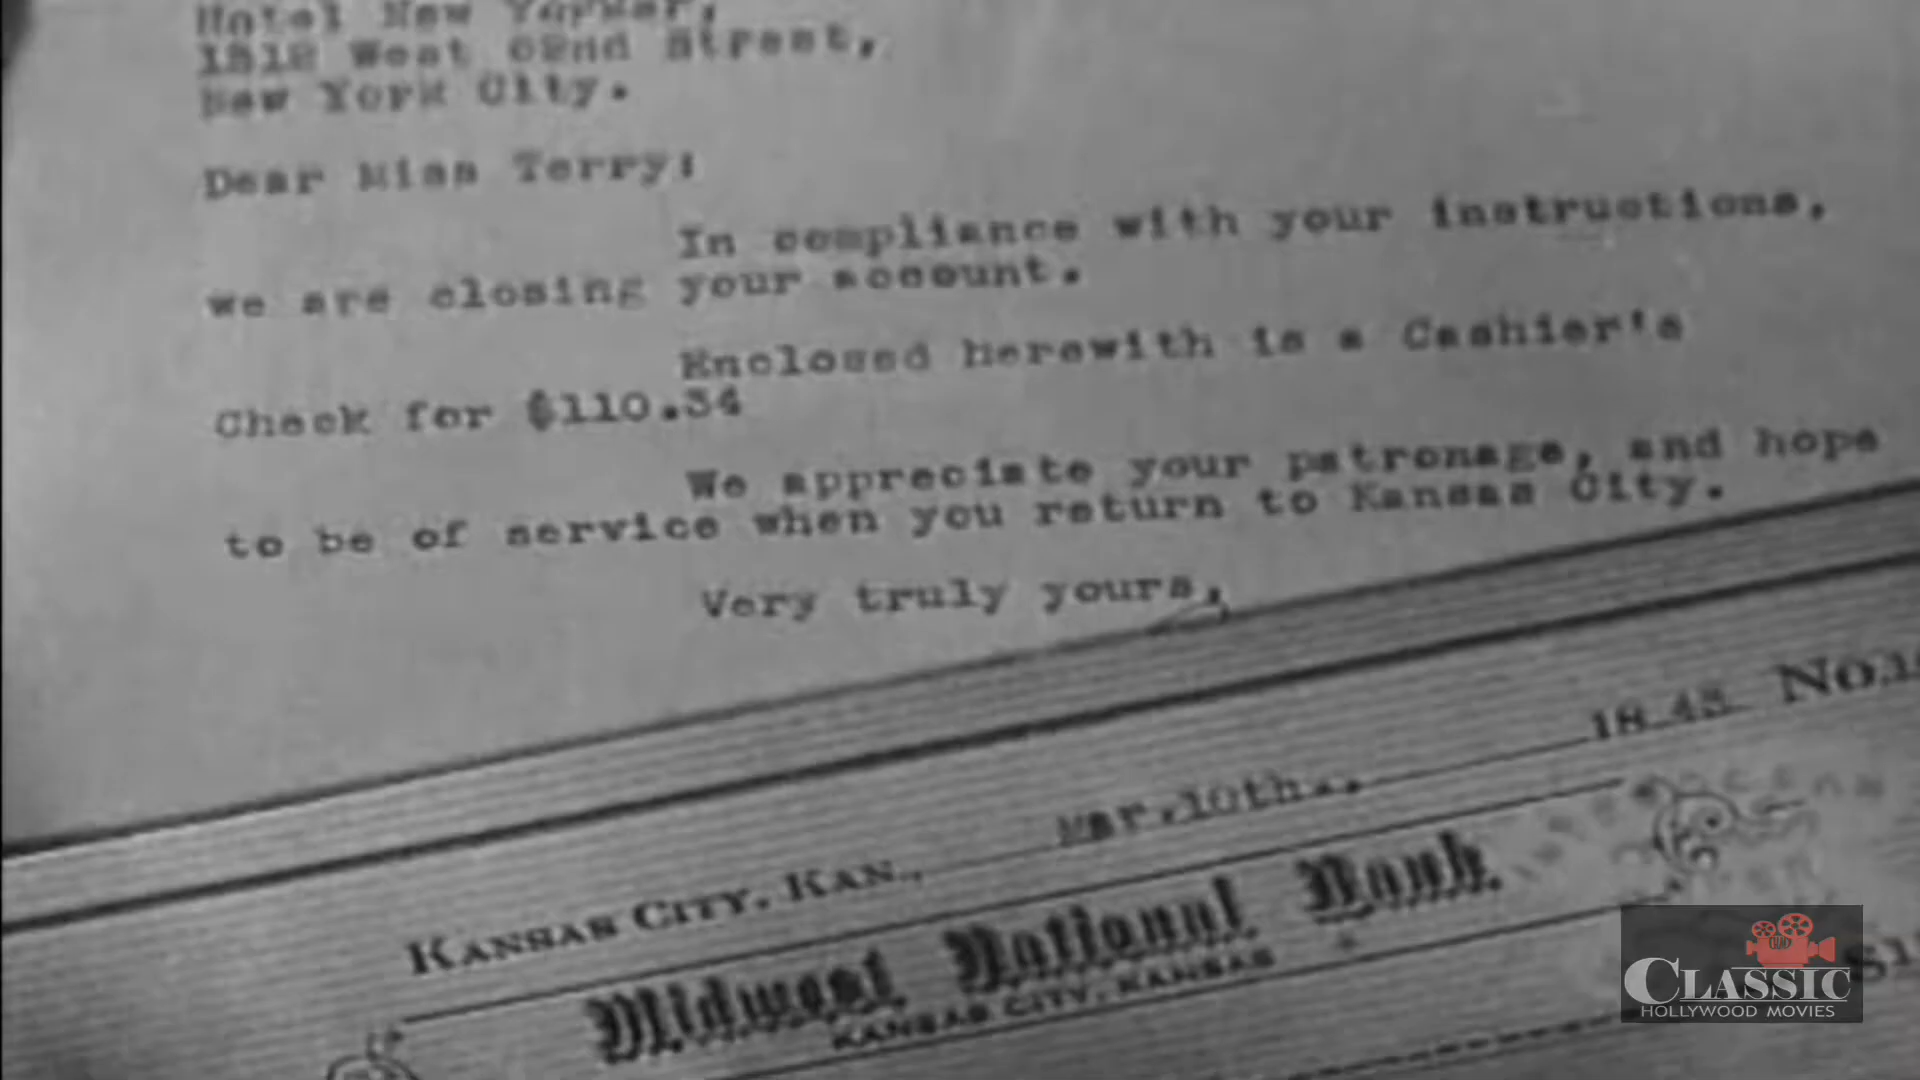 Hotel New Yorker,
1812 West 62nd Street,
New York City.
Dear Miss Terry:
In compliance with your instructions,
we are closing your account.
Enclosed herewith is a Cashier's
Check for $110.34
We appreciate your patronage, and hope
to be of service when you return to Kansas City.
Very truly yours,
KANSAS CITY, KAN., Mar.10th., 18 43 No.
Midwest National Bank.
KANSAS CITY, KANSAS
CLASSIC
HOLLYWOOD MOVIES